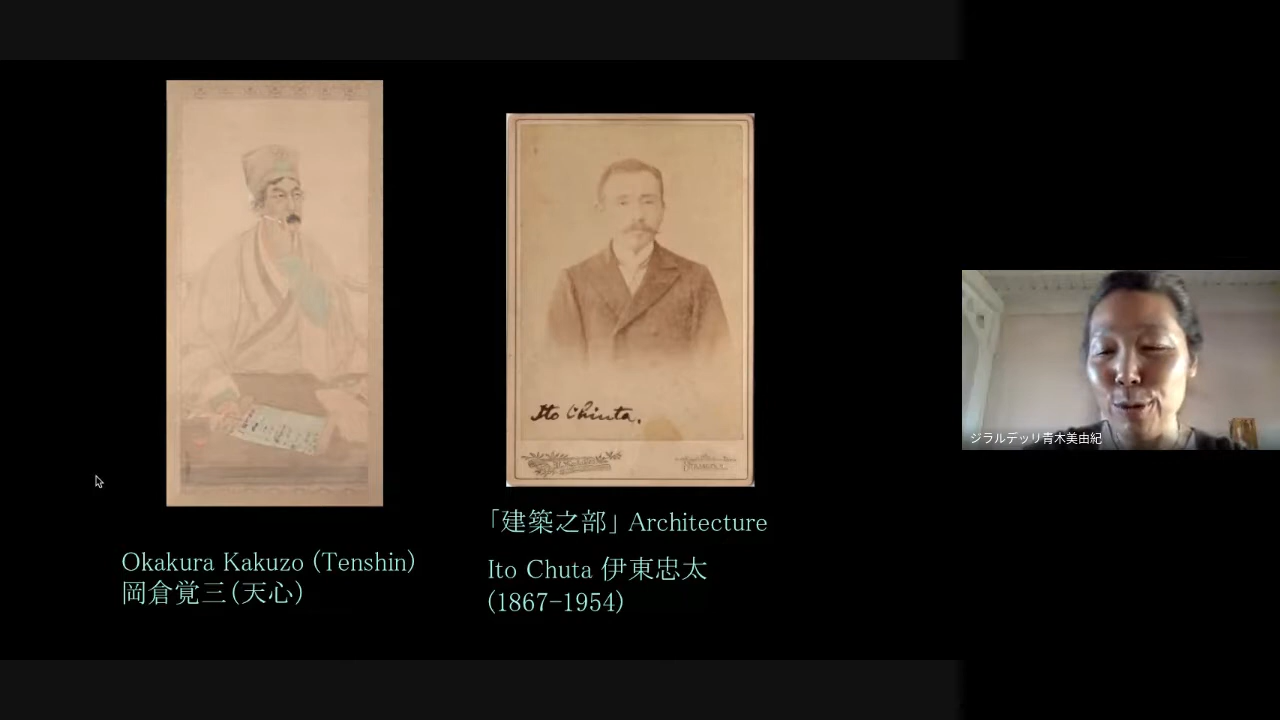 Ito Chiuta.
Okakura Kakuzo (Tenshin)
岡倉覚三(天心)
「建築之部」 Architecture
Ito Chuta 伊東忠太
(1867-1954)
ジラルデッリ青木美由紀